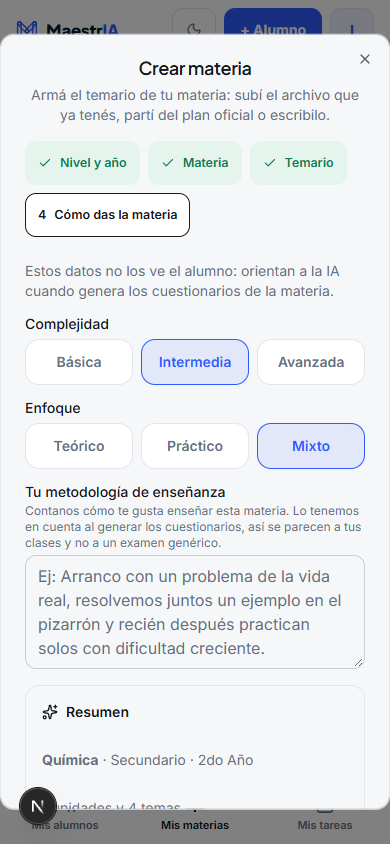 MaestrIA
+ Alumno
Crear materia
Armá el temario de tu materia: subí el archivo que
ya tenés, partí del plan oficial o escribilo.
Nivel y año
Materia
Temario
4 Cómo das la materia
Estos datos no los ve el alumno: orientan a la IA
cuando genera los cuestionarios de la materia.
Complejidad
Básica
Intermedia
Avanzada
Enfoque
Teórico
Práctico
Mixto
Tu metodología de enseñanza
Contanos cómo te gusta enseñar esta materia. Lo tenemos
en cuenta al generar los cuestionarios, así se parecen a tus
clases y no a un examen genérico.
Ej: Arranco con un problema de la vida
real, resolvemos juntos un ejemplo en el
pizarrón y recién después practican
solos con dificultad creciente.
Resumen
Química · Secundario · 2do Año
unidades y 4 temas
N
Mis alumnos
Mis materias
Mis tareas